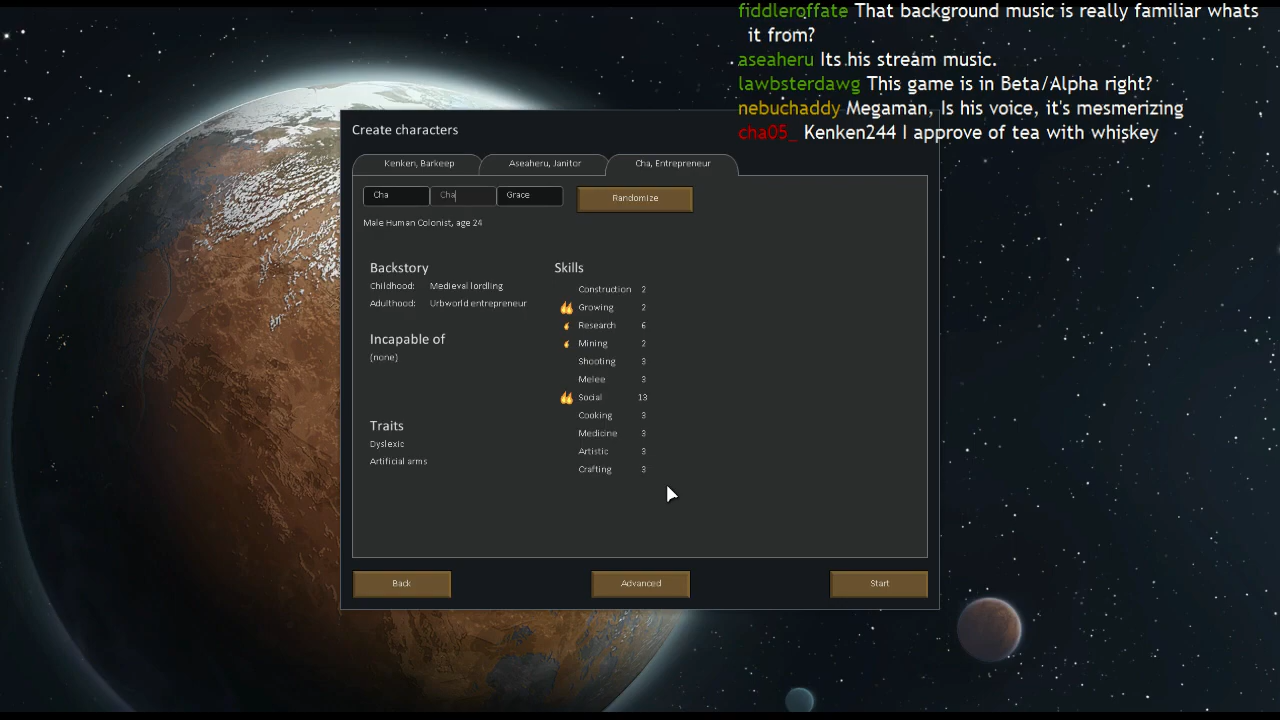 fiddleroffate That background music is really familiar whats
it from?
aseaheru Its his stream music.
lawbsterdawg This game is in Beta/Alpha right?
nebuchaddy Megaman, Is his voice, it's mesmerizing
cha05_ Kenken244 I approve of tea with whiskey
Create characters
Kenken, Barkeep
Aseaheru, Janitor
Cha, Entrepreneur
Cha
Cha
Grace
Randomize
Male Human Colonist, age 24
Backstory
Childhood: Medieval lordling
Adulthood: Urbworld entrepreneur
Incapable of
(none)
Traits
Dyslexic
Artificial arms
Skills
Construction 2
Growing 2
Research 6
Mining 2
Shooting 3
Melee 3
Social 13
Cooking 3
Medicine 3
Artistic 3
Crafting 3
Back
Advanced
Start